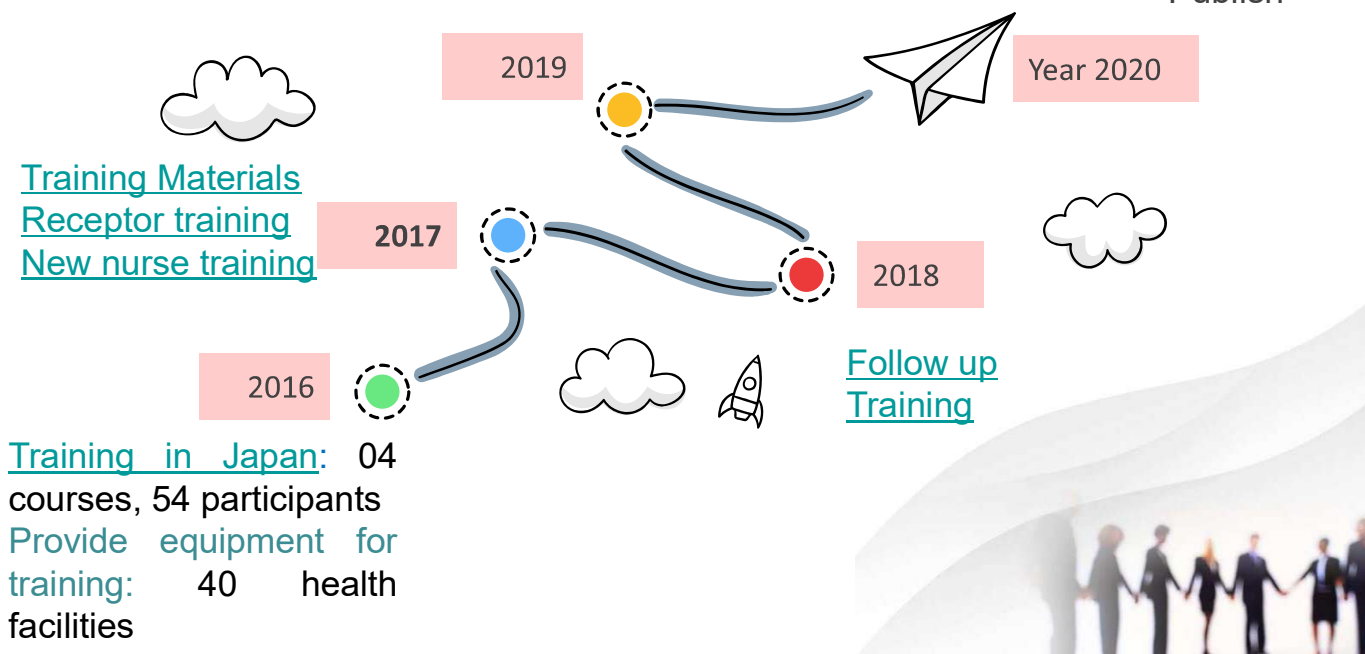 2019
Year 2020
Training Materials
Receptor training
New nurse training
2017
2018
2016
Follow up
Training
Training in Japan: 04
courses, 54 participants
Provide equipment for
training: 40 health
facilities